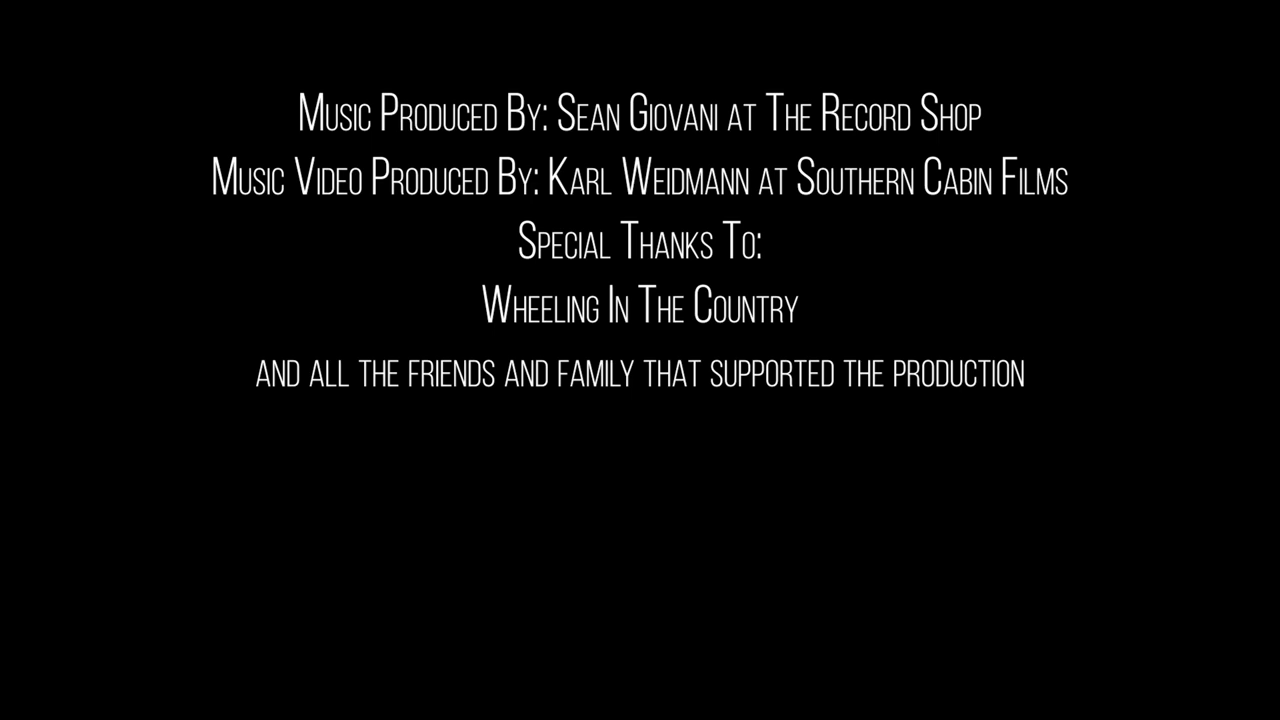 Music Produced By: Sean Giovani at The Record Shop
Music Video Produced By: Karl Weidmann at Southern Cabin Films
Special Thanks To:
Wheeling In The Country
and all the friends and family that supported the production